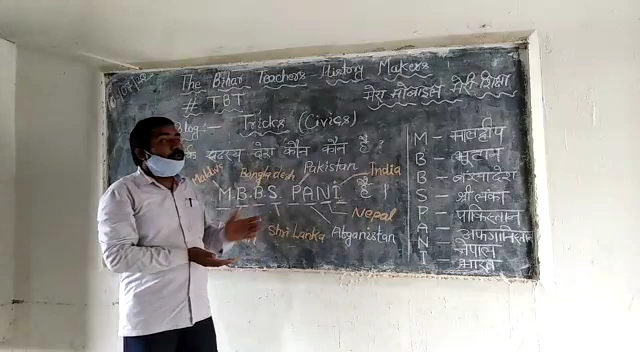 The Bihar Teachers History Makers
# TBT
मेरा मोबाइल मेरी शिक्षा
Tricks (Civics)
के सदस्य देश कौन कौन हैं?
Bangladesh Pakistan India
M.B.B.S PANI है।
Nepal
Shri Lanka Afganistan
M - मालद्वीप
B - भूटान
B - बंग्लादेश
S - श्रीलंका
P - पाकिस्तान
A - अफगानिस्तान
N - नेपाल
I - भारत